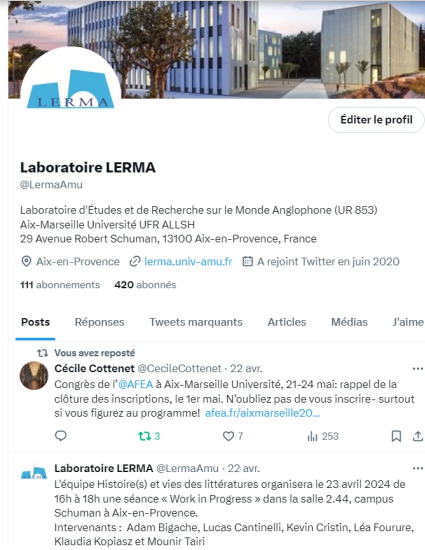 LERMA
Éditer le profil
Laboratoire LERMA
@LermaAmu
Laboratoire d'Études et de Recherche sur le Monde Anglophone (UR 853)
Aix-Marseille Université UFR ALLSH
29 Avenue Robert Schuman, 13100 Aix-en-Provence, France
Aix-en-Provence lerma.univ-amu.fr A rejoint Twitter en juin 2020
111 abonnements 420 abonnés
Posts Réponses Tweets marquants Articles Médias J'aime
Vous avez reposté
Cécile Cottenet @CecileCottenet · 22 avr.
Congrès de l'@AFEA à Aix-Marseille Université, 21-24 mai: rappel de la
clôture des inscriptions, le 1er mai. N'oubliez pas de vous inscrire- surtout
si vous figurez au programme! afea.fr/aixmarseille20...
3 7 253
Laboratoire LERMA @LermaAmu · 22 avr.
L'équipe Histoire(s) et vies des littératures organisera le 23 avril 2024 de
16h à 18h une séance « Work in Progress » dans la salle 2.44, campus
Schuman à Aix-en-Provence.
Intervenants : Adam Bigache, Lucas Cantinelli, Kevin Cristin, Léa Fourure,
Klaudia Kopiasz et Mounir Tairi